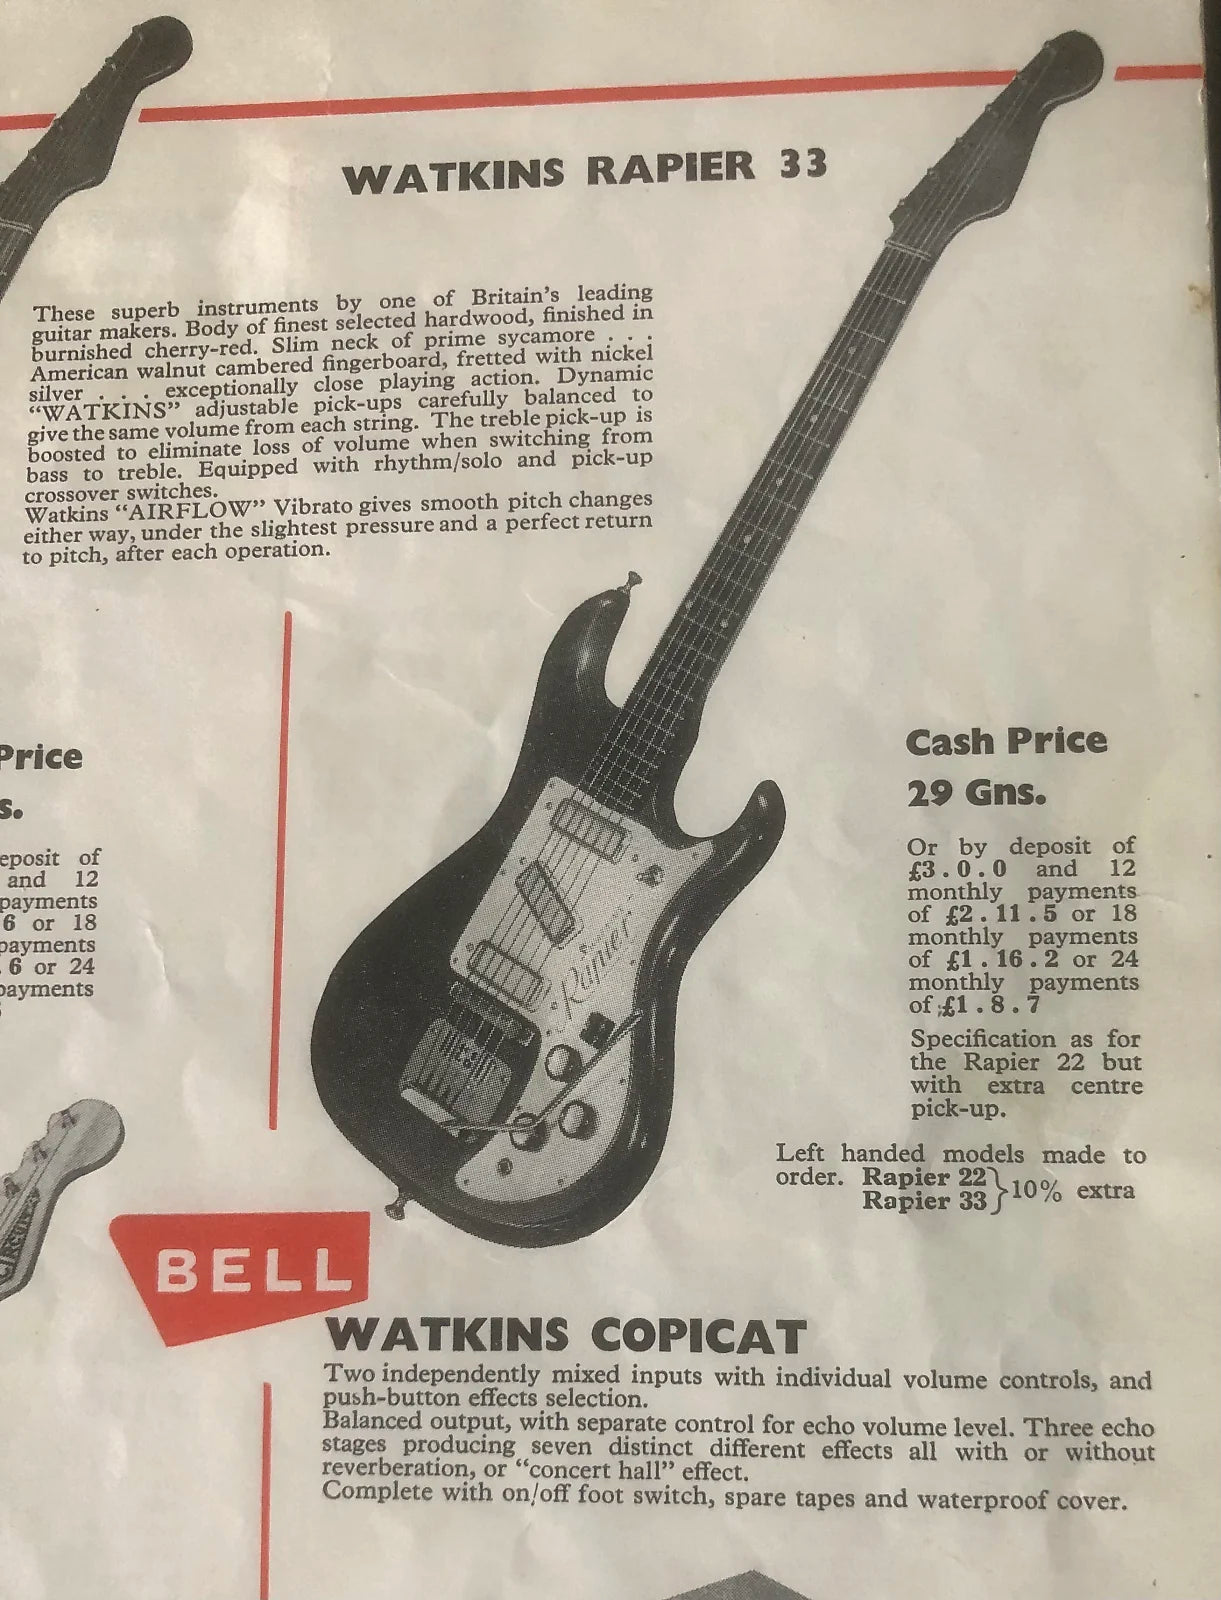 WATKINS RAPIER 33
These superb instruments by one of Britain's leading
guitar makers. Body of finest selected hardwood, finished in
burnished cherry-red. Slim neck of prime sycamore . . .
American walnut cambered fingerboard, fretted with nickel
silver . . . exceptionally close playing action. Dynamic
“WATKINS” adjustable pick-ups carefully balanced to
give the same volume from each string. The treble pick-up is
boosted to eliminate loss of volume when switching from
bass to treble. Equipped with rhythm/solo and pick-up
crossover switches.
Watkins “AIRFLOW” Vibrato gives smooth pitch changes
either way, under the slightest pressure and a perfect return
to pitch, after each operation.
Price
s.
eposit of
and 12
payments
6 or 18
payments
.6 or 24
payments
Rapier
Cash Price
29 Gns.
Or by deposit of
£3.0.0 and 12
monthly payments
of £2.11.5 or 18
monthly payments
of £1.16.2 or 24
monthly payments
of £1.8.7
Specification as for
the Rapier 22 but
with extra centre
pick-up.
Left handed models made to
order. Rapier 22
Rapier 33 } 10% extra
BELL
WATKINS COPICAT
Two independently mixed inputs with individual volume controls, and
push-button effects selection.
Balanced output, with separate control for echo volume level. Three echo
stages producing seven distinct different effects all with or without
reverberation, or “concert hall” effect.
Complete with on/off foot switch, spare tapes and waterproof cover.